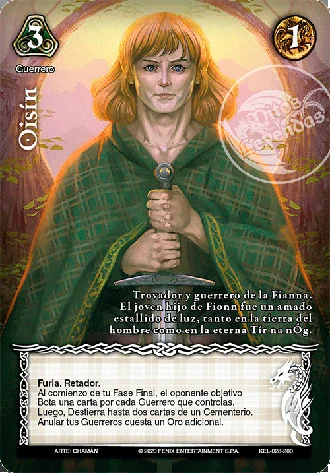 3
1
Guerrero
Oisín
Mitos y Leyendas
Trovador y guerrero de la Fianna.
El joven hijo de Fionn fue un amado
estallido de luz, tanto en la tierra del
hombre como en la eterna Tír na nÓg.
Furia. Retador.
Al comienzo de tu Fase Final, el oponente objetivo
Bota una carta por cada Guerrero que controlas.
Luego, Destierra hasta dos cartas de un Cementerio.
Anular tus Guerreros cuesta un Oro adicional.
ARTE: CHAMAN